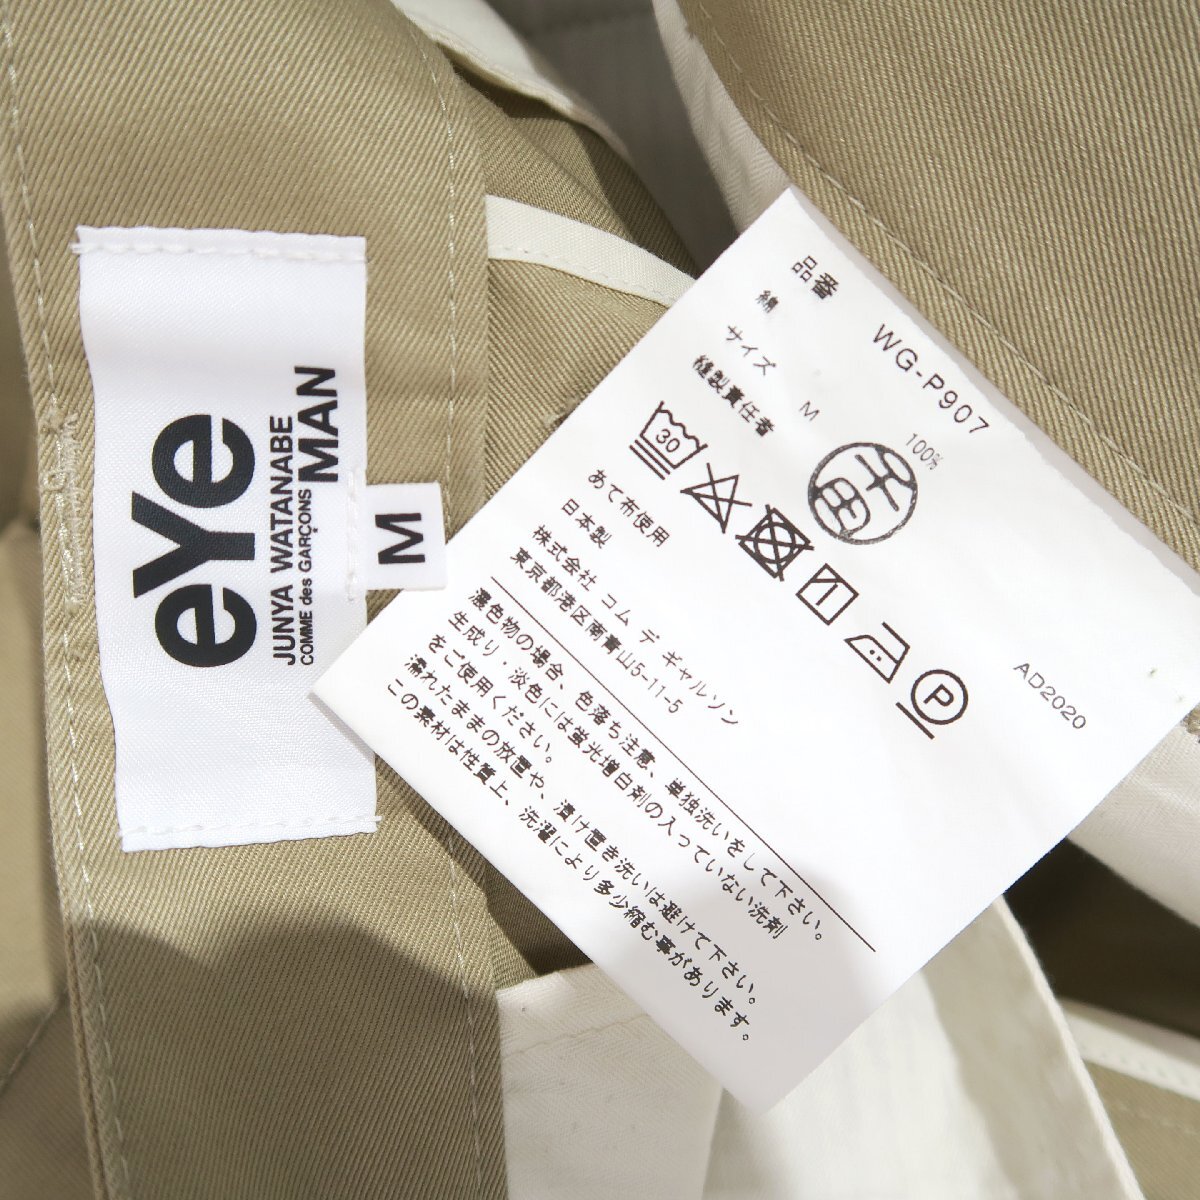 eYe
JUNYA WATANABE
COMME des GARÇONS MAN
M
品番 WG-P907
綿 100%
サイズ M
縫製責任者 千田
30
P
あて布使用
日本製
株式会社 コム デ ギャルソン
東京都港区南青山5-11-5
AD2020
濃色物の場合、色落ち注意、単独洗いをして下さい。
生成り・淡色には蛍光増白剤の入っていない洗剤
をご使用ください。
濡れたままの放置や、漬け置き洗いは避けて下さい。
この素材は性質上、洗濯により多少縮む事があります。